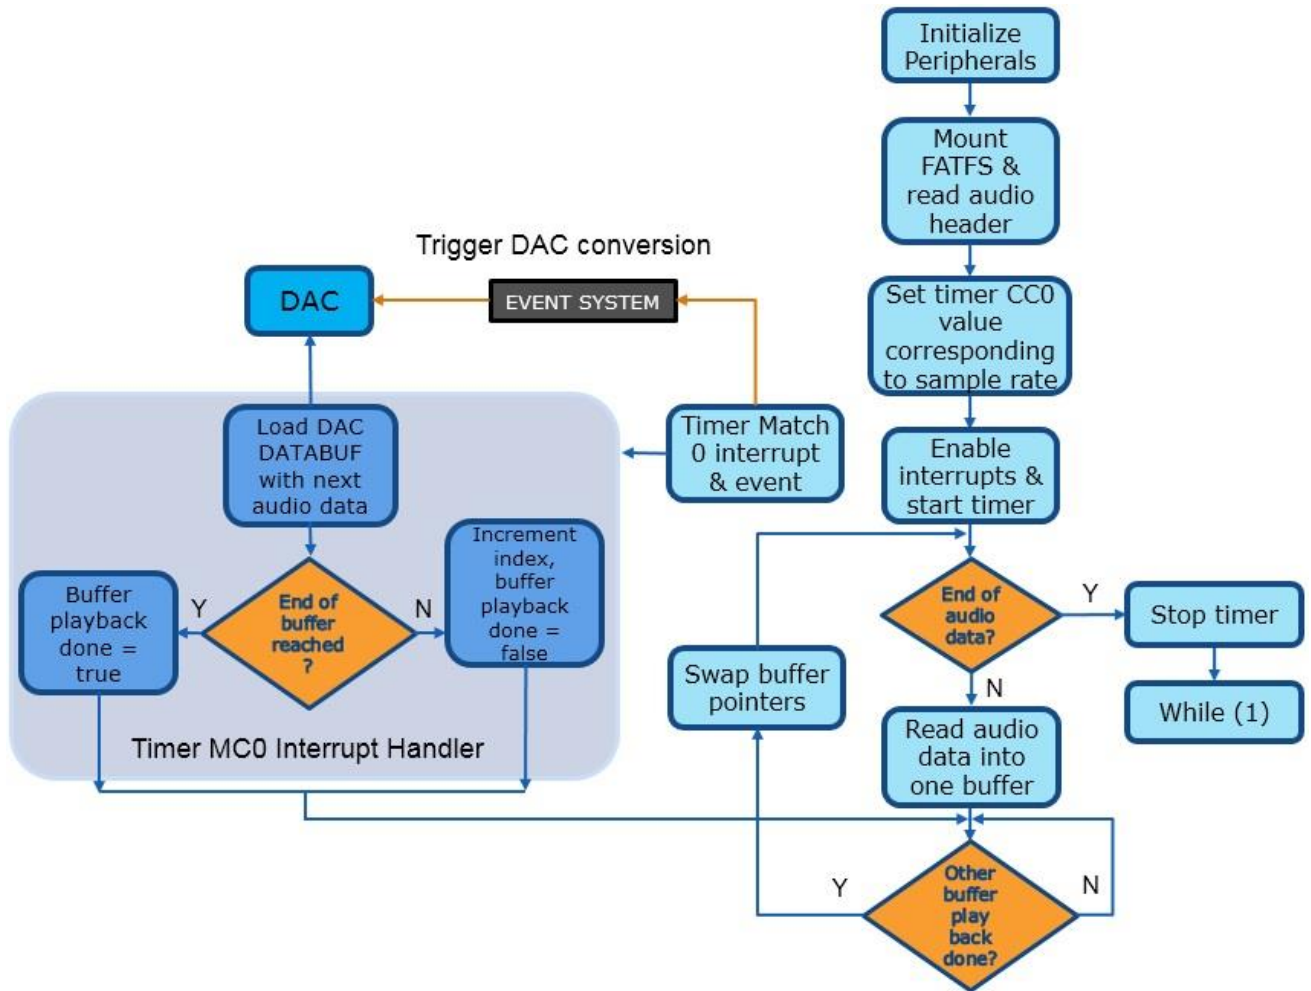 Initialize
Peripherals
Mount
FATFS &
read audio
header
Trigger DAC conversion
DAC
EVENT SYSTEM
Set timer CC0
value
corresponding
to sample rate
Load DAC
DATABUF
with next
audio data
Timer Match
0 interrupt
& event
Enable
interrupts &
start timer
Increment
index,
buffer
playback
done =
false
Buffer
playback
done =
true
Y
End of
buffer
reached
?
N
End of
audio
data?
Y
Stop timer
N
While (1)
Swap buffer
pointers
Read audio
data into
one buffer
Timer MC0 Interrupt Handler
Y
Other
buffer
play
back
done?
N